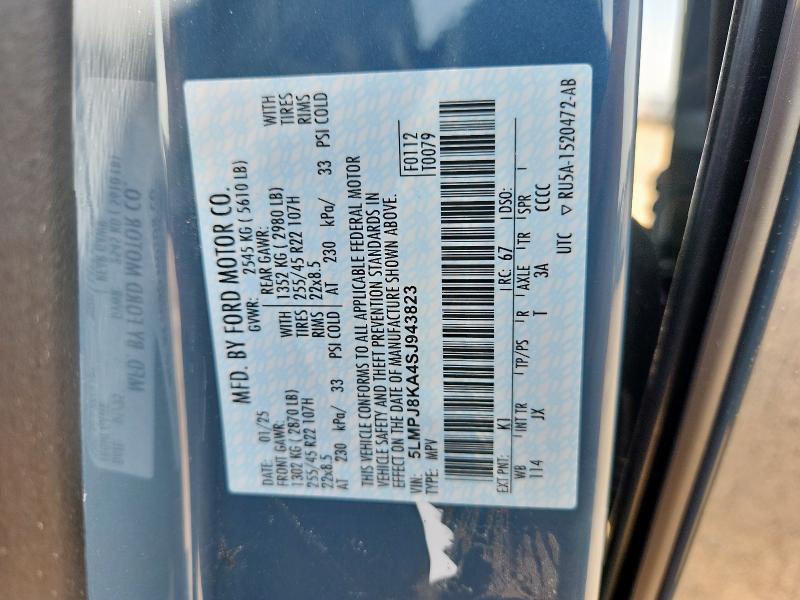 MFD. BY FORD MOTOR CO.
DATE: 01/25 GVWR: 2545 KG ( 5610 LB)
FRONT GAWR: REAR GAWR:
1302 KG ( 2870 LB) WITH 1352 KG ( 2980 LB) WITH
255/45 R22 107H TIRES 255/45 R22 107H TIRES
22x8.5 RIMS 22x8.5 RIMS
AT 230 kPa/ 33 PSI COLD AT 230 kPa/ 33 PSI COLD
THIS VEHICLE CONFORMS TO ALL APPLICABLE FEDERAL MOTOR
VEHICLE SAFETY AND THEFT PREVENTION STANDARDS IN
EFFECT ON THE DATE OF MANUFACTURE SHOWN ABOVE.
F0112
T0079
VIN: 5LMPJ8KA4SJ943823
TYPE: MPV
EXT PNT: KI RC: 67 DSO:
WB INT TR TP/PS R AXLE TR SPR
114 JX T 3A CCCC
UTC ▽ RU5A-1520472-AB